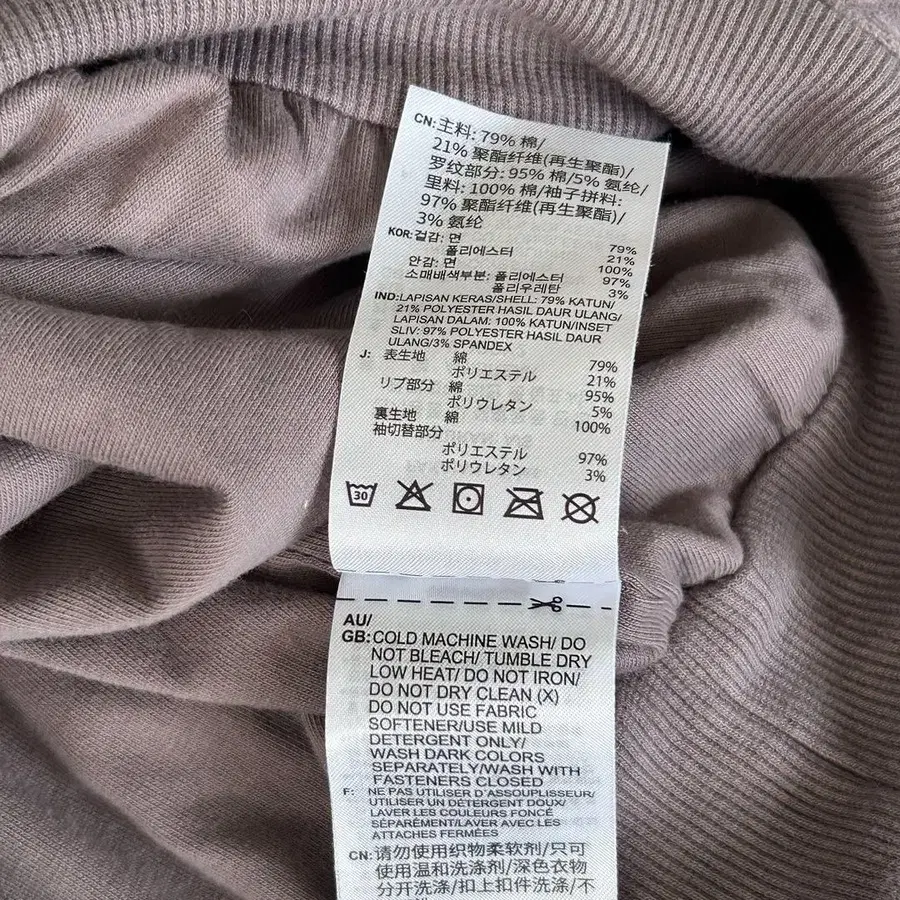 CN:主料: 79% 棉/
21% 聚酯纤维(再生聚酯)/
罗纹部分: 95% 棉/5% 氨纶/
里料: 100% 棉/袖子拼料:
97% 聚酯纤维(再生聚酯)/
3% 氨纶
KOR:겉감: 면 79%
폴리에스터 21%
안감: 면 100%
소매배색부분: 폴리에스터 97%
폴리우레탄 3%
IND:LAPISAN KERAS/SHELL: 79% KATUN/
21% POLYESTER HASIL DAUR ULANG/
LAPISAN DALAM: 100% KATUN/INSET
SLIV: 97% POLYESTER HASIL DAUR
ULANG/3% SPANDEX
J: 表生地 綿 79%
ポリエステル 21%
リブ部分 綿 95%
ポリウレタン 5%
裏生地 綿 100%
袖切替部分
ポリエステル 97%
ポリウレタン 3%
30
AU/
GB:COLD MACHINE WASH/ DO
NOT BLEACH/ TUMBLE DRY
LOW HEAT/ DO NOT IRON/
DO NOT DRY CLEAN (X)
DO NOT USE FABRIC
SOFTENER/USE MILD
DETERGENT ONLY/
WASH DARK COLORS
SEPARATELY/WASH WITH
FASTENERS CLOSED
F: NE PAS UTILISER D'ASSOUPLISSEUR/
UTILISER UN DÉTERGENT DOUX/
LAVER LES COULEURS FONCÉ
SÉPARÉMENT/LAVER AVEC LES
ATTACHES FERMÉES
CN:请勿使用织物柔软剂/只可
使用温和洗涤剂/深色衣物
分开洗涤/扣上扣件洗涤/不